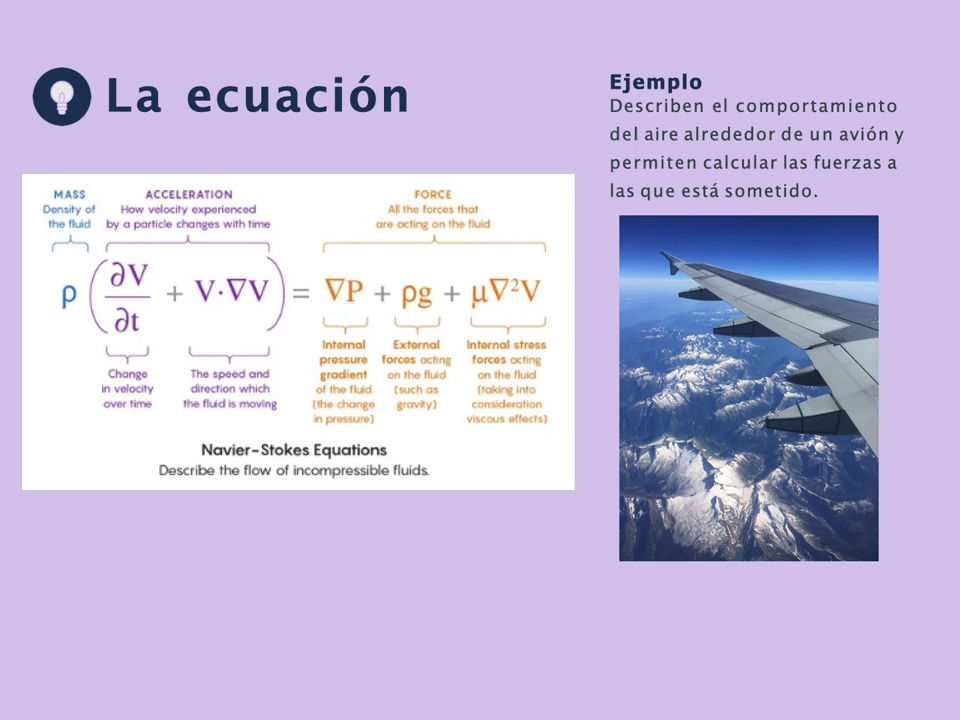 La ecuación
MASS
Density of
the fluid
ACCELERATION
How velocity experienced
by a particle changes with time
FORCE
All the forces that
are acting on the fluid
ρ ( ∂V/∂t + V·∇V ) = ∇P + ρg + μ∇²V
Change
in velocity
over time
The speed and
direction which
the fluid is moving
Internal
pressure
gradient
of the fluid
(the change
in pressure)
External
forces acting
on the fluid
(such as
gravity)
Internal stress
forces acting
on the fluid
(taking into
consideration
viscous effects)
Navier-Stokes Equations
Describe the flow of incompressible fluids.
Ejemplo
Describen el comportamiento
del aire alrededor de un avión y
permiten calcular las fuerzas a
las que está sometido.